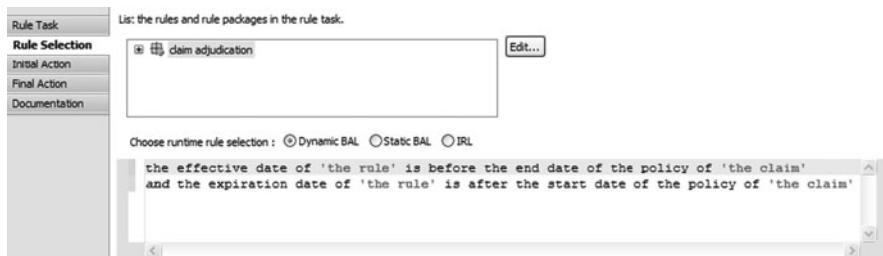 Rule Task
Rule Selection
Initial Action
Final Action
Documentation
List the rules and rule packages in the rule task.
claim adjudication
Edit...
Choose runtime rule selection : Dynamic BAL Static BAL IRL
the effective date of 'the rule' is before the end date of the policy of 'the claim'
and the expiration date of 'the rule' is after the start date of the policy of 'the claim'